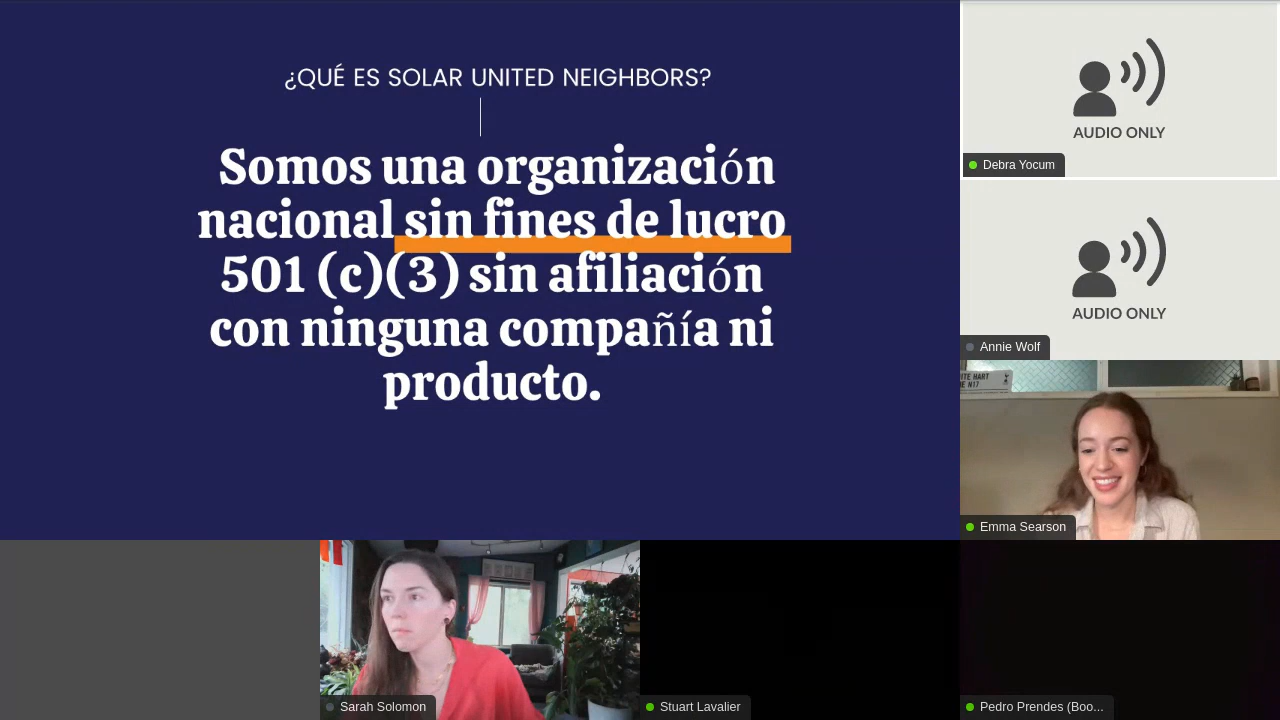 ¿QUÉ ES SOLAR UNITED NEIGHBORS?
Somos una organización
nacional sin fines de lucro
501 (c)(3) sin afiliación
con ninguna compañía ni
producto.
AUDIO ONLY
Debra Yocum
AUDIO ONLY
Annie Wolf
HART
N17
Emma Searson
Sarah Solomon
Stuart Lavalier
Pedro Prendes (Boo...